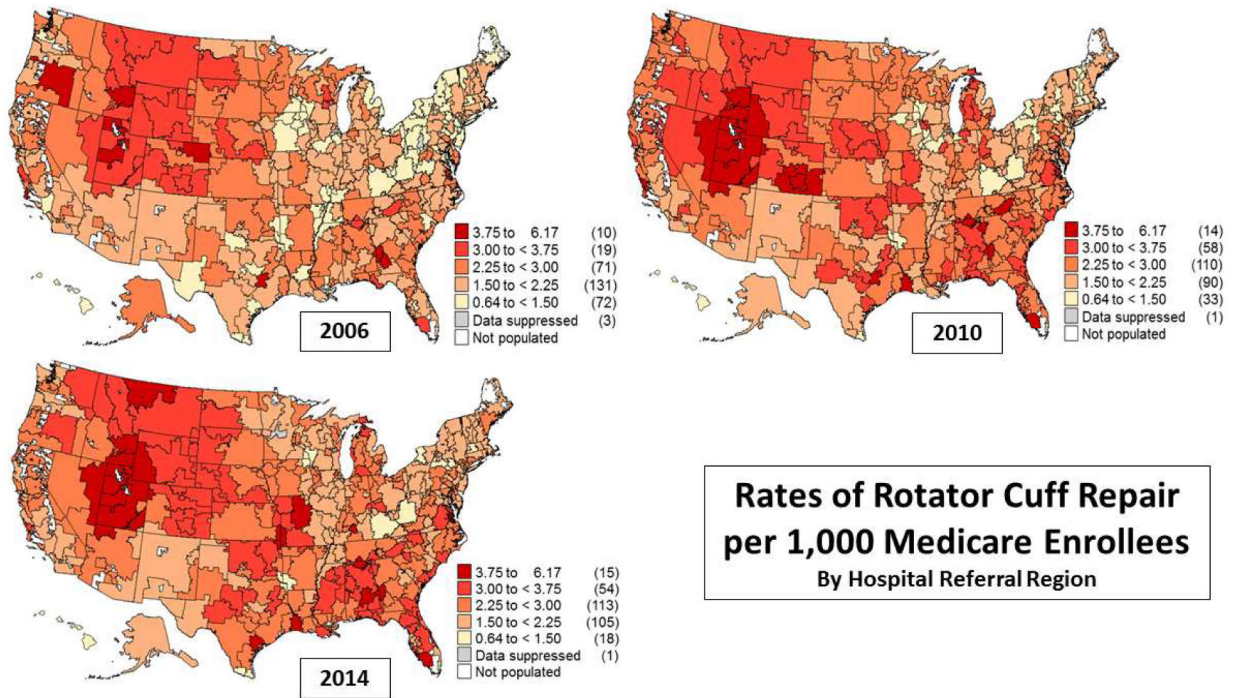 3.75 to 6.17 (10)
3.00 to < 3.75 (19)
2.25 to < 3.00 (71)
1.50 to < 2.25 (131)
0.64 to < 1.50 (72)
Data suppressed (3)
Not populated
2006
3.75 to 6.17 (14)
3.00 to < 3.75 (58)
2.25 to < 3.00 (110)
1.50 to < 2.25 (90)
0.64 to < 1.50 (33)
Data suppressed (1)
Not populated
2010
3.75 to 6.17 (15)
3.00 to < 3.75 (54)
2.25 to < 3.00 (113)
1.50 to < 2.25 (105)
0.64 to < 1.50 (18)
Data suppressed (1)
Not populated
2014
Rates of Rotator Cuff Repair
per 1,000 Medicare Enrollees
By Hospital Referral Region